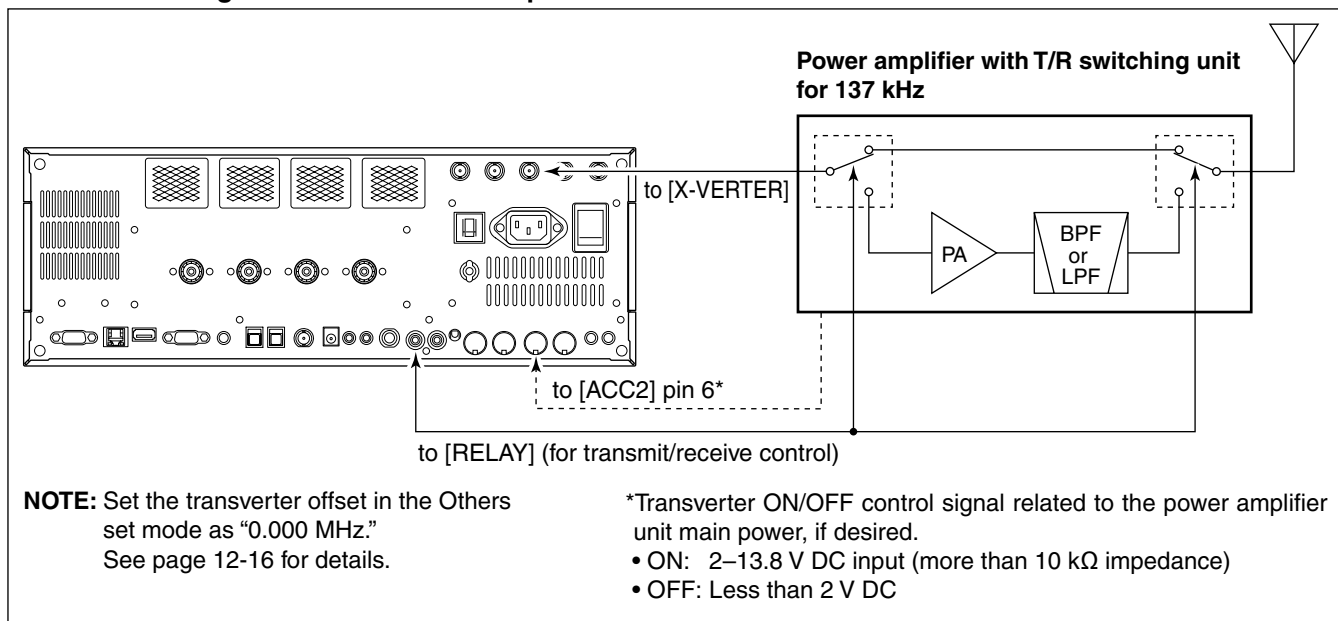 Power amplifier with T/R switching unit
for 137 kHz
to [X-VERTER]
PA
BPF
or
LPF
to [ACC2] pin 6*
to [RELAY] (for transmit/receive control)
NOTE: Set the transverter offset in the Others
set mode as “0.000 MHz.”
See page 12-16 for details.
*Transverter ON/OFF control signal related to the power amplifier
unit main power, if desired.
• ON: 2–13.8 V DC input (more than 10 kΩ impedance)
• OFF: Less than 2 V DC